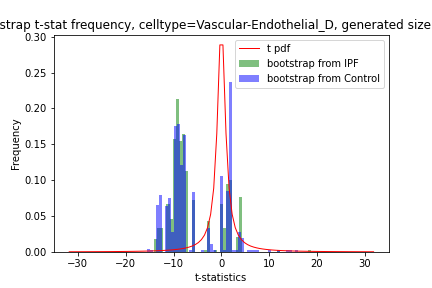 strap t-stat frequency, celltype=Vascular-Endothelial_D, generated size
t pdf
bootstrap from IPF
bootstrap from Control
0.30
0.25
0.20
0.15
0.10
0.05
0.00
Frequency
−30 −20 −10 0 10 20 30
t-statistics